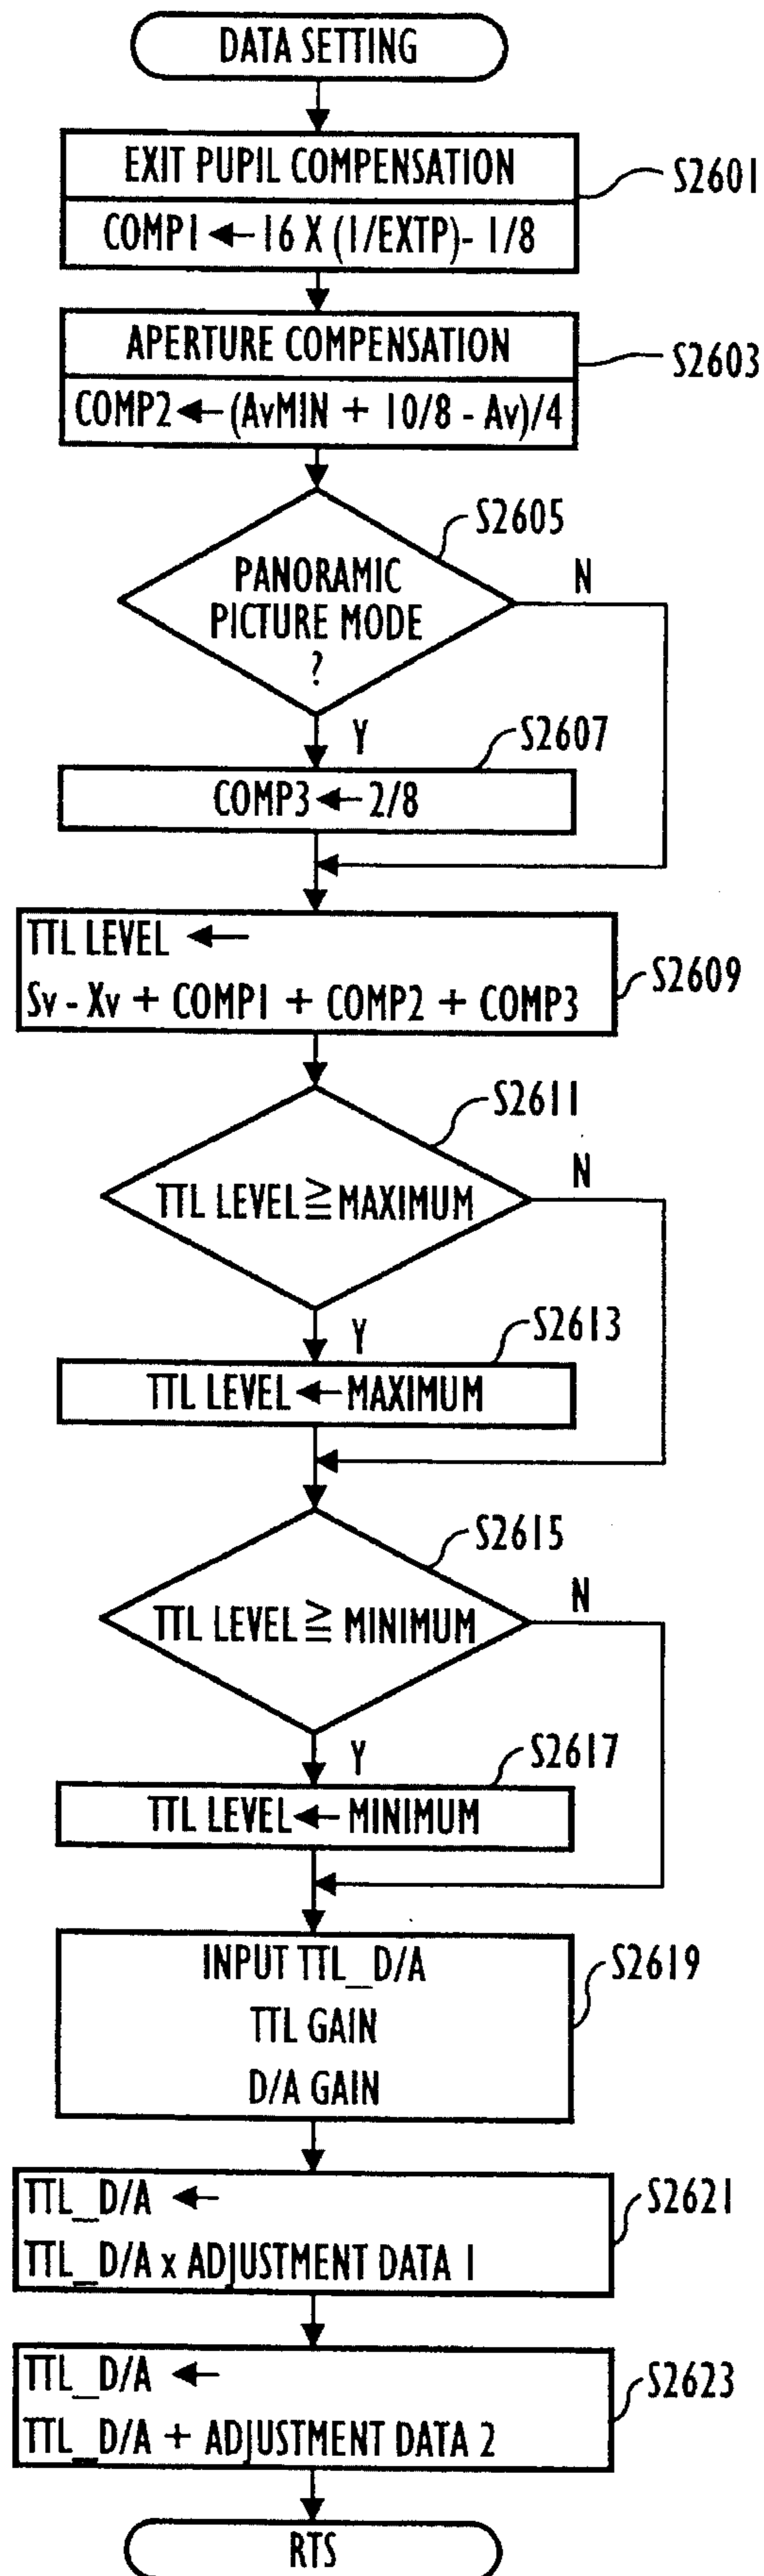 DATA SETTING
EXIT PUPIL COMPENSATION
S2601
COMP1 ← 16 X (1/EXTP) - 1/8
APERTURE COMPENSATION
S2603
COMP2 ← (AvMIN + 10/8 - Av)/4
S2605
PANORAMIC
PICTURE MODE
?
N
Y
S2607
COMP3 ← 2/8
TTL LEVEL ←
Sv - Xv + COMP1 + COMP2 + COMP3
S2609
S2611
TTL LEVEL ≧ MAXIMUM
N
Y
S2613
TTL LEVEL ← MAXIMUM
S2615
TTL LEVEL ≧ MINIMUM
N
Y
S2617
TTL LEVEL ← MINIMUM
INPUT TTL_D/A
TTL GAIN
D/A GAIN
S2619
TTL_D/A ←
TTL_D/A x ADJUSTMENT DATA 1
S2621
TTL_D/A ←
TTL_D/A + ADJUSTMENT DATA 2
S2623
RTS